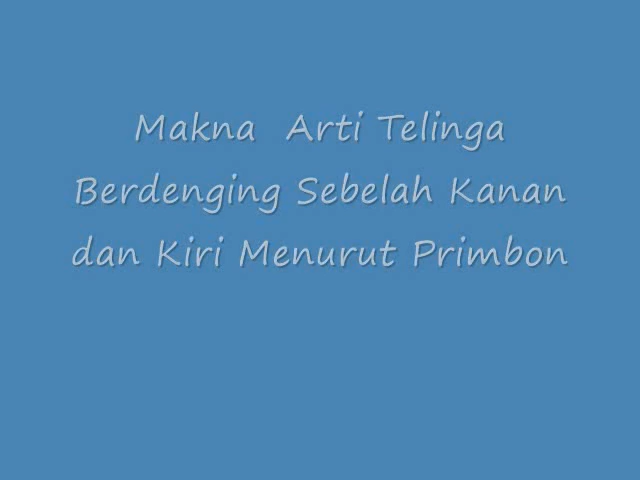 Makna Arti Telinga
Berdenging Sebelah Kanan
dan Kiri Menurut Primbon